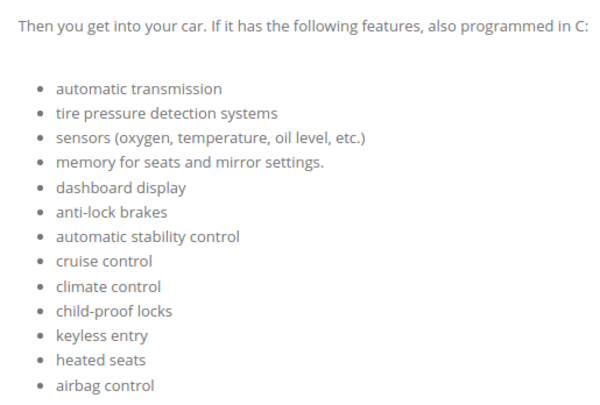 Then you get into your car. If it has the following features, also programmed in C:
• automatic transmission
• tire pressure detection systems
• sensors (oxygen, temperature, oil level, etc.)
• memory for seats and mirror settings.
• dashboard display
• anti-lock brakes
• automatic stability control
• cruise control
• climate control
• child-proof locks
• keyless entry
• heated seats
• airbag control